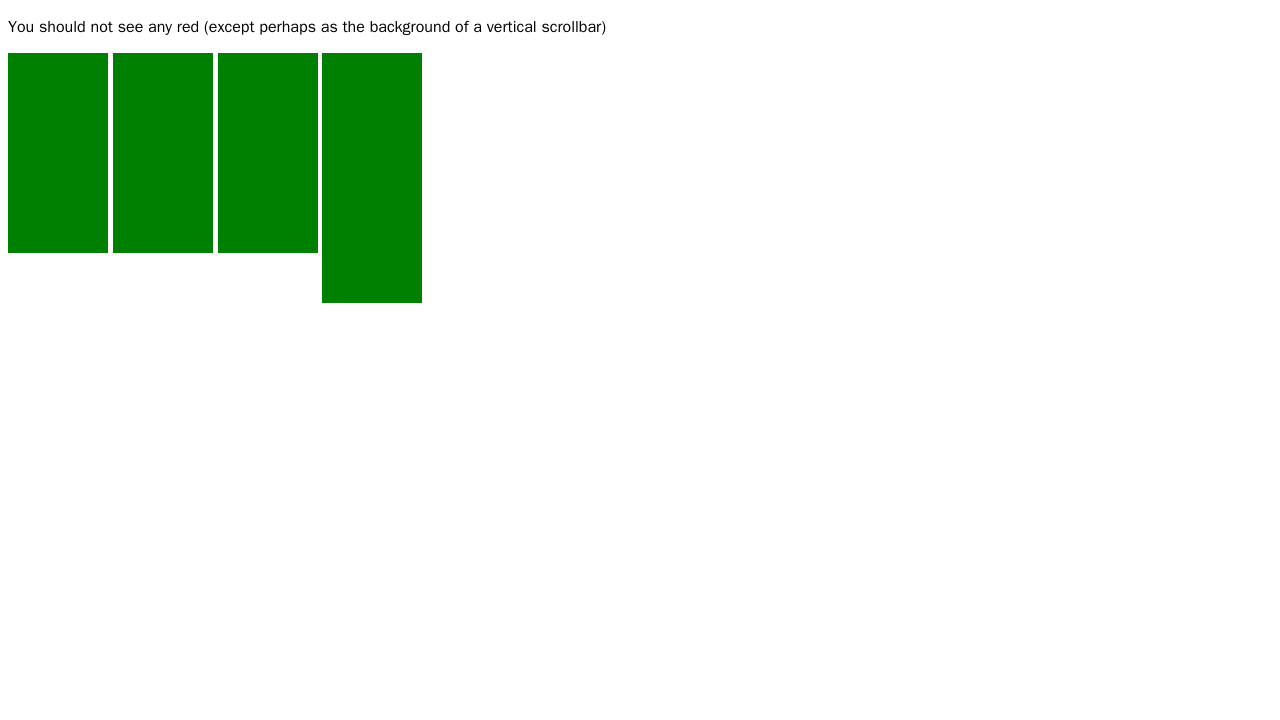 You should not see any red (except perhaps as the background of a vertical scrollbar)